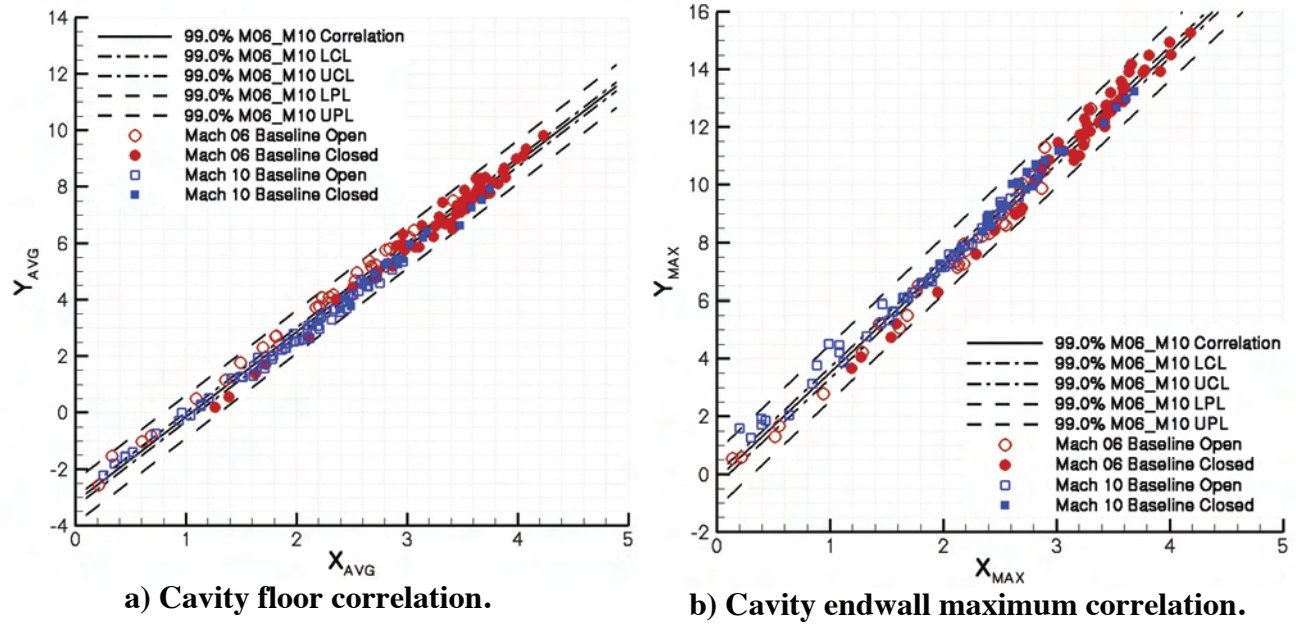 14
12
10
8
6
4
2
0
-2
-4
Y AVG
99.0% M06_M10 Correlation
99.0% M06_M10 LCL
99.0% M06_M10 UCL
99.0% M06_M10 LPL
99.0% M06_M10 UPL
Mach 06 Baseline Open
Mach 06 Baseline Closed
Mach 10 Baseline Open
Mach 10 Baseline Closed
0 1 2 3 4 5
X AVG
a) Cavity floor correlation.
16
14
12
10
8
6
4
2
0
-2
Y MAX
99.0% M06_M10 Correlation
99.0% M06_M10 LCL
99.0% M06_M10 UCL
99.0% M06_M10 LPL
99.0% M06_M10 UPL
Mach 06 Baseline Open
Mach 06 Baseline Closed
Mach 10 Baseline Open
Mach 10 Baseline Closed
0 1 2 3 4 5
X MAX
b) Cavity endwall maximum correlation.